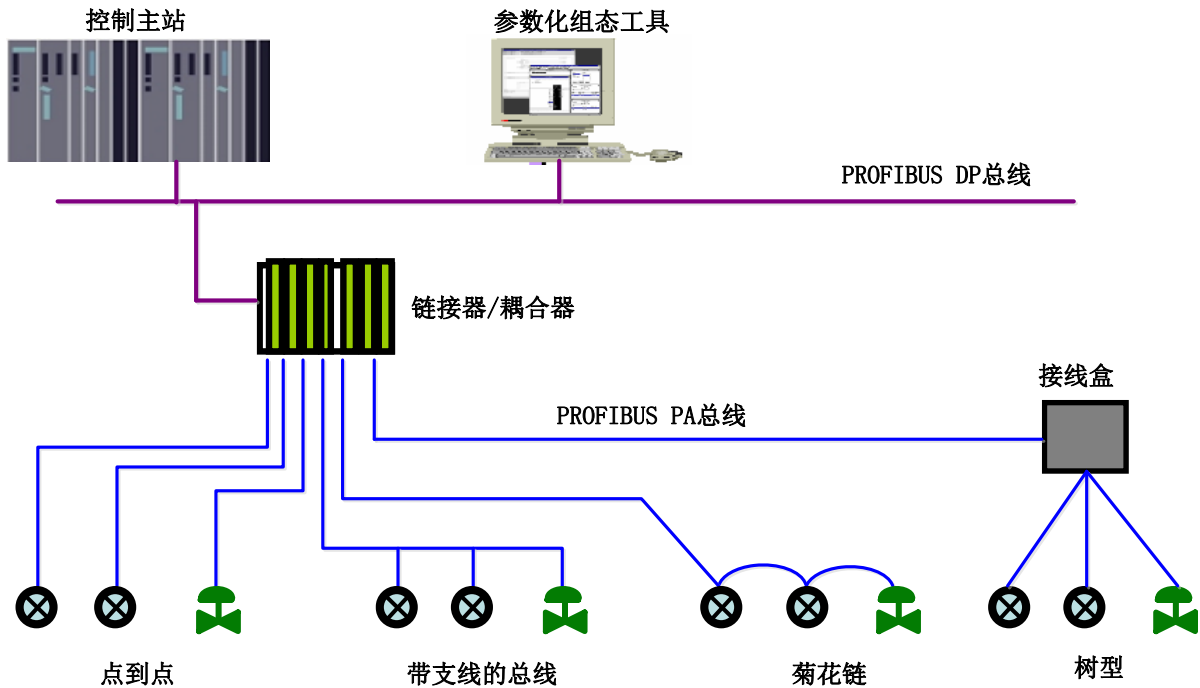 控制主站
参数化组态工具
PROFIBUS DP总线
链接器/耦合器
接线盒
PROFIBUS PA总线
点到点
带支线的总线
菊花链
树型